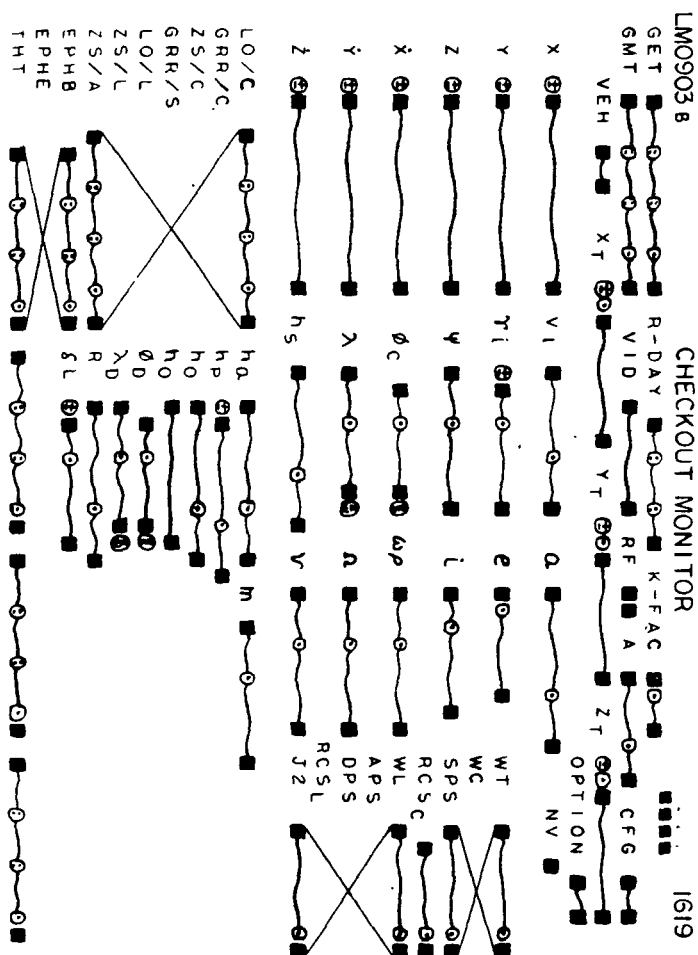 LM0903B CHECKOUT MONITOR 1619
GET R-DAY K-FAC
GMT VID RF A CFG
VEH XT YT ZT
OPTION
X V1 a NV
Y γi e WT
WC
Z ψ i SPS
RCSC
Ẋ øC ωp WL
APS
Ẏ λ Ω DPS
RCSL
Ż hS ν J2
LO/C ha m
GRR/C hp
ZS/C hO
GRR/S hO
LO/L ØD
ZS/L λD
ZS/A R
EPHB δL
EPHE
THT